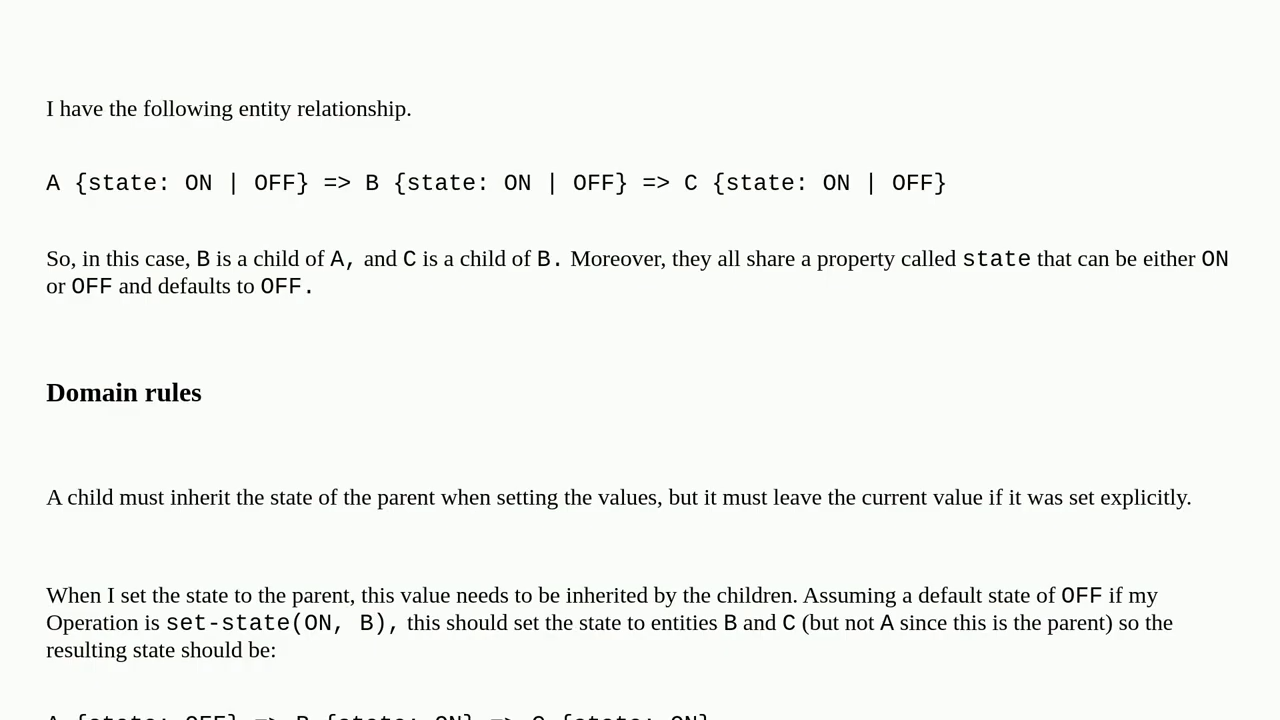 I have the following entity relationship.
A {state: ON | OFF} => B {state: ON | OFF} => C {state: ON | OFF}
So, in this case, B is a child of A, and C is a child of B. Moreover, they all share a property called state that can be either ON
or OFF and defaults to OFF.
Domain rules
A child must inherit the state of the parent when setting the values, but it must leave the current value if it was set explicitly.
When I set the state to the parent, this value needs to be inherited by the children. Assuming a default state of OFF if my
Operation is set-state(ON, B), this should set the state to entities B and C (but not A since this is the parent) so the
resulting state should be:
A {state: OFF} => B {state: ON} => C {state: ON}